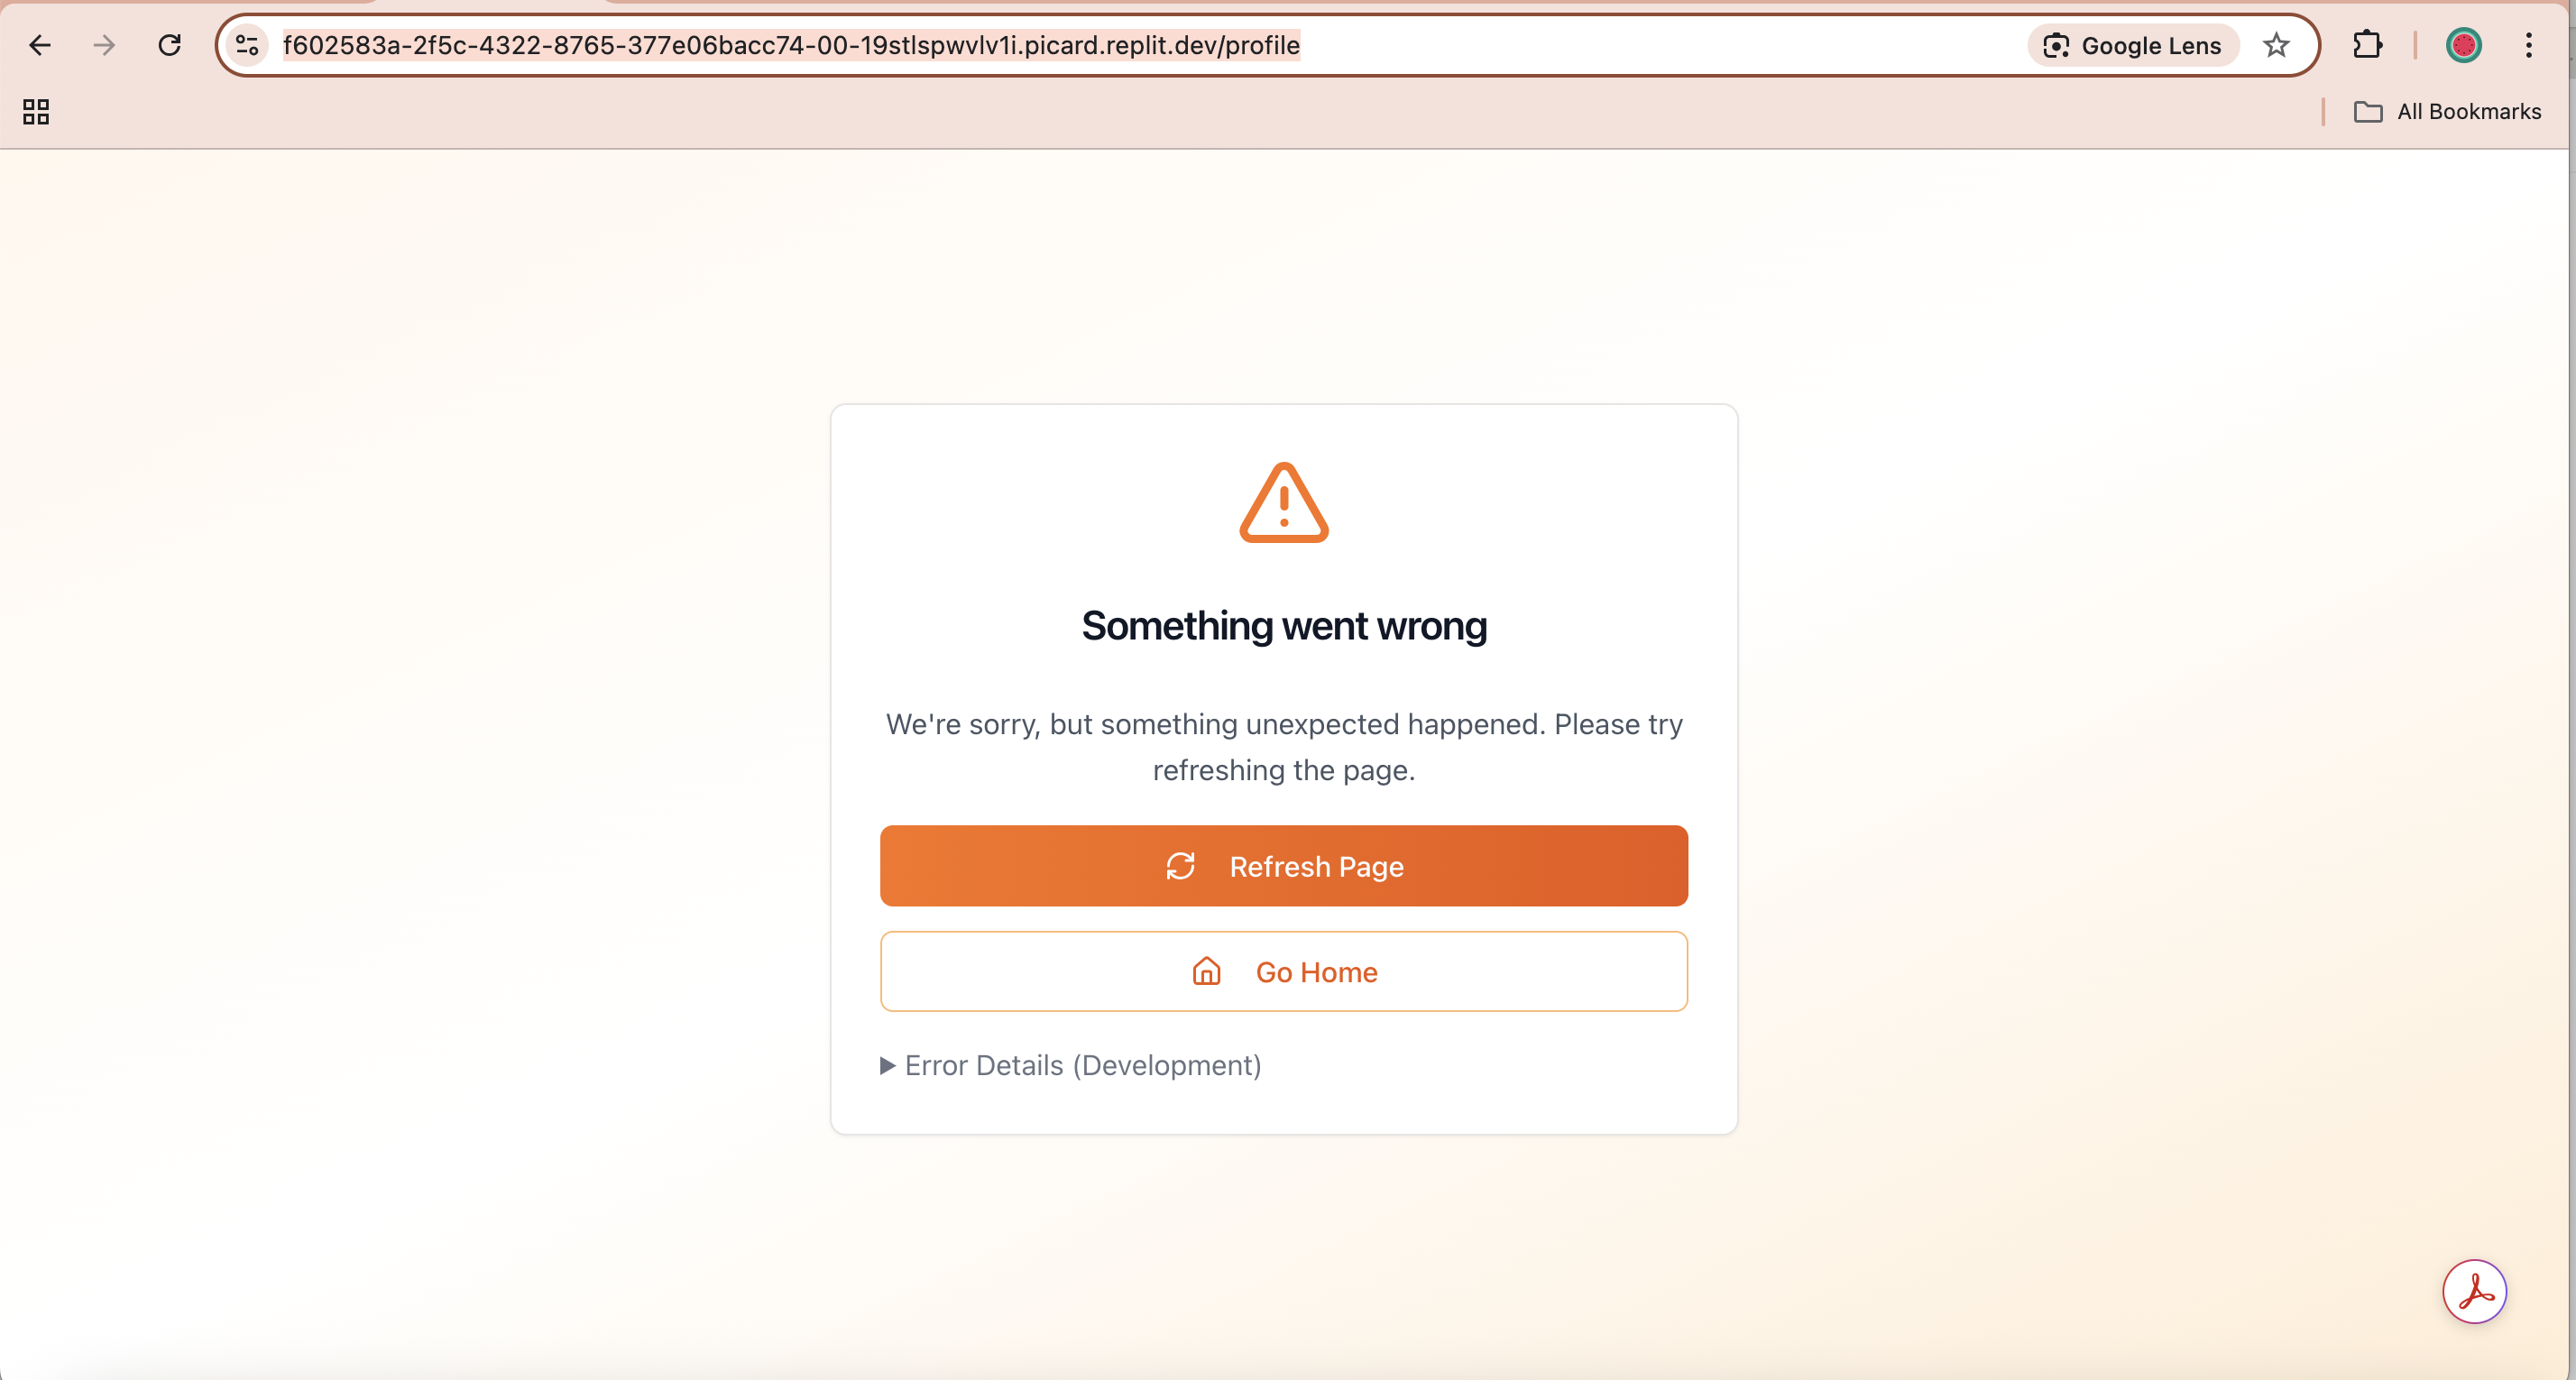 f602583a-2f5c-4322-8765-377e06bacc74-00-19stlspwvlv1i.picard.replit.dev/profile
Google Lens
All Bookmarks
Something went wrong
We're sorry, but something unexpected happened. Please try
refreshing the page.
Refresh Page
Go Home
Error Details (Development)